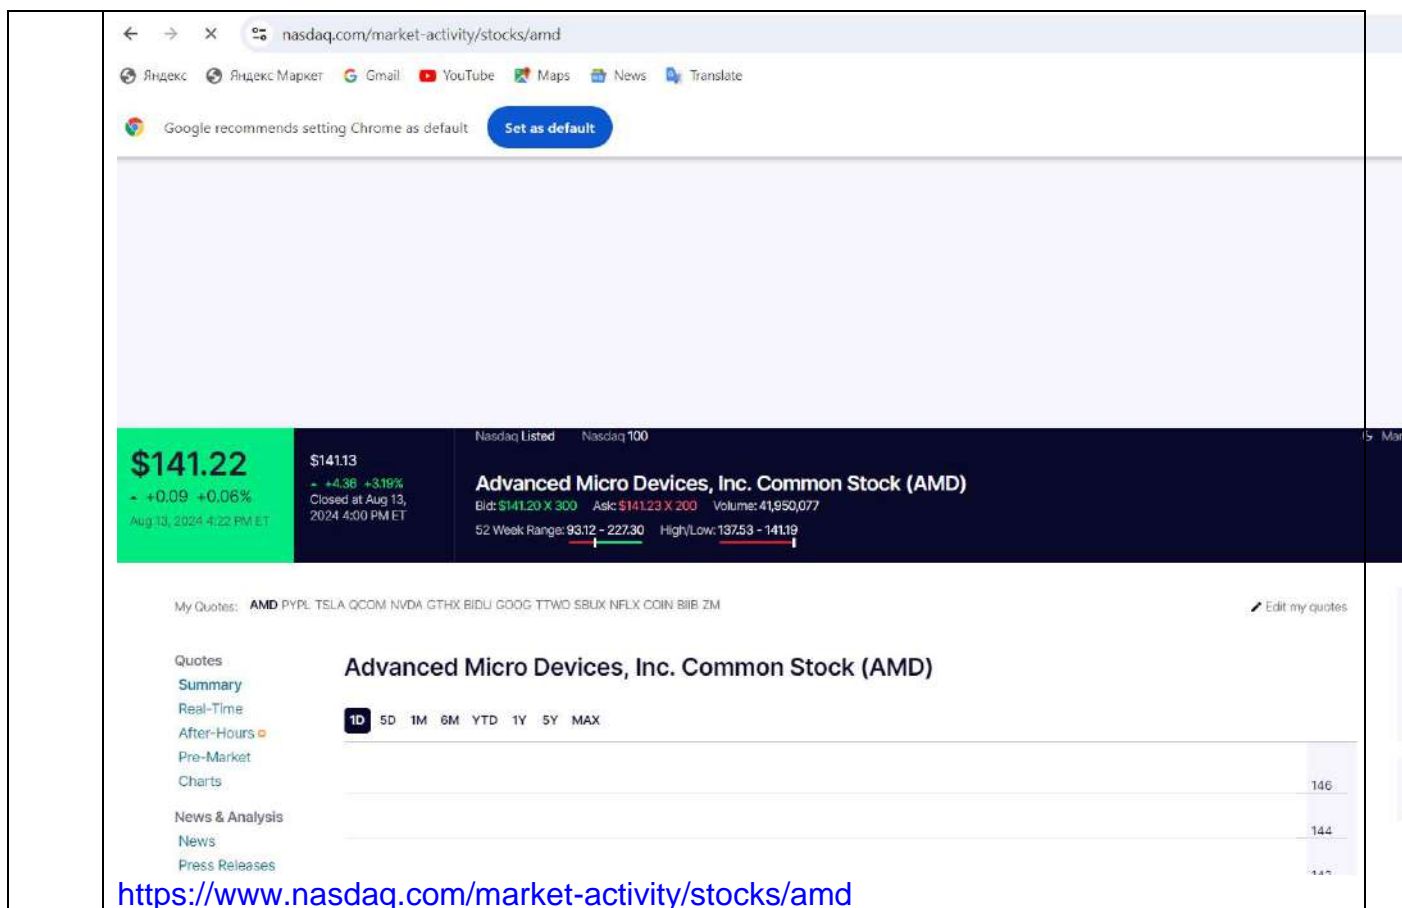 nasdaq.com/market-activity/stocks/amd
Яндекс Яндекс Маркет Gmail YouTube Maps News Translate
Google recommends setting Chrome as default Set as default
Nasdaq Listed Nasdaq 100
$141.22
+0.09 +0.06%
Aug 13, 2024 4:22 PM ET
$141.13
+4.36 +3.19%
Closed at Aug 13,
2024 4:00 PM ET
Advanced Micro Devices, Inc. Common Stock (AMD)
Bid: $141.20 X 300 Ask: $141.23 X 200 Volume: 41,950,077
52 Week Range: 93.12 - 227.30 High/Low: 137.53 - 141.19
My Quotes: AMD PYPL TSLA QCOM NVDA GTHX BIDU GOOG TTWO SBUX NFLX COIN BIIB ZM
Edit my quotes
Quotes
Summary
Real-Time
After-Hours
Pre-Market
Charts
News & Analysis
News
Press Releases
Advanced Micro Devices, Inc. Common Stock (AMD)
1D 5D 1M 6M YTD 1Y 5Y MAX
146
144
https://www.nasdaq.com/market-activity/stocks/amd